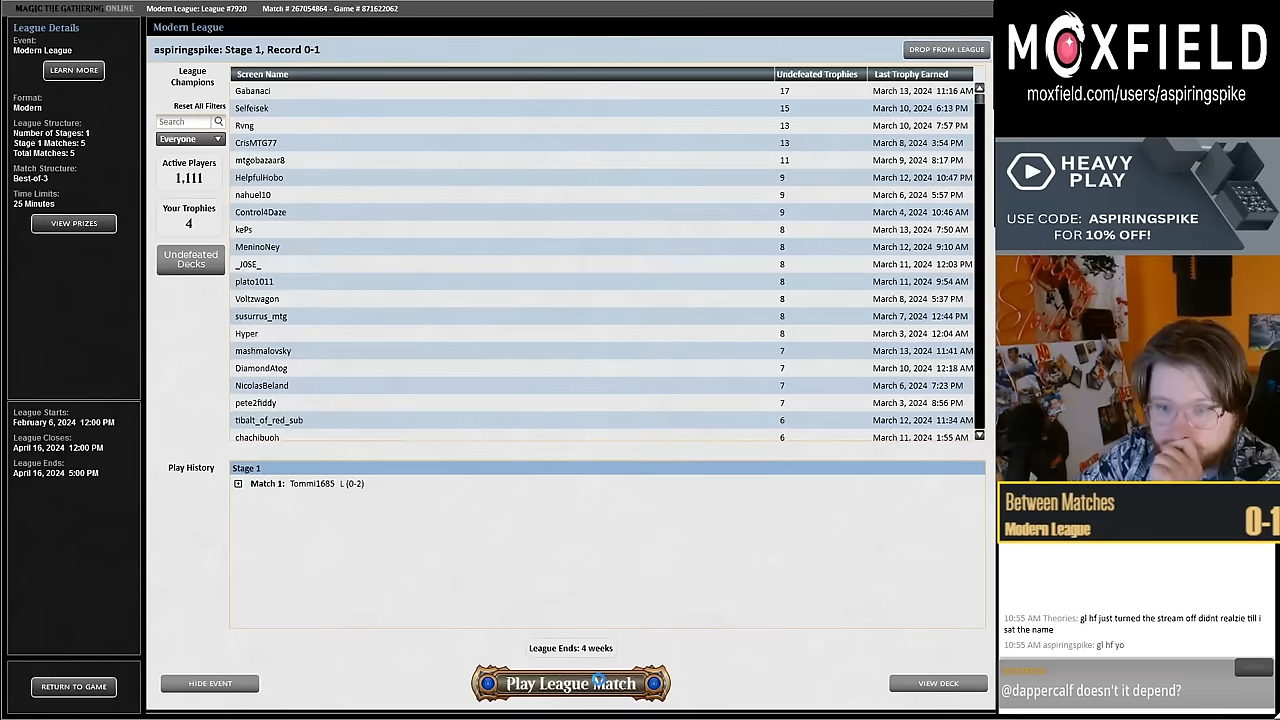 MAGIC THE GATHERING ONLINE
Modern League: League #7920
Match # 267054864 - Game # 871622062
League Details
Event:
Modern League
LEARN MORE
Format:
Modern
League Structure:
Number of Stages: 1
Stage 1 Matches: 5
Total Matches: 5
Match Structure:
Best-of-3
Time Limits:
25 Minutes
VIEW PRIZES
League Starts:
February 6, 2024 12:00 PM
League Closes:
April 16, 2024 12:00 PM
League Ends:
April 16, 2024 5:00 PM
RETURN TO GAME
Modern League
aspiringspike: Stage 1, Record 0-1
DROP FROM LEAGUE
League
Champions
Reset All Filters
Search
Everyone
Active Players
1,111
Your Trophies
4
Undefeated
Decks
Screen Name Undefeated Trophies Last Trophy Earned
Gabanaci 17 March 13, 2024 11:16 AM
Selfeisek 15 March 10, 2024 6:13 PM
Rvng 13 March 10, 2024 7:57 PM
CrisMTG77 13 March 8, 2024 3:54 PM
mtgobazaar8 11 March 9, 2024 8:17 PM
HelpfulHobo 9 March 12, 2024 10:47 PM
nahuel10 9 March 6, 2024 5:57 PM
Control4Daze 9 March 4, 2024 10:46 AM
kePs 8 March 13, 2024 7:50 AM
MeninoNey 8 March 12, 2024 9:10 AM
_J0SE_ 8 March 11, 2024 12:03 PM
plato1011 8 March 11, 2024 9:54 AM
Voltzwagon 8 March 8, 2024 5:37 PM
susurrus_mtg 8 March 7, 2024 12:44 PM
Hyper 8 March 3, 2024 12:04 AM
mashmalovsky 7 March 13, 2024 11:41 AM
DiamondAtog 7 March 10, 2024 12:18 AM
NicolasBeland 7 March 6, 2024 7:23 PM
pete2fiddy 7 March 3, 2024 8:56 PM
tibalt_of_red_sub 6 March 12, 2024 11:34 AM
chachibuoh 6 March 11, 2024 1:55 AM
Play History
Stage 1
Match 1: Tommi1685 L (0-2)
League Ends: 4 weeks
HIDE EVENT
Play League Match
VIEW DECK
MOXFIELD
moxfield.com/users/aspiringspike
HEAVY
PLAY
USE CODE: ASPIRINGSPIKE
FOR 10% OFF!
Between Matches
Modern League
0-1
10:55 AM Theories: gl hf just turned the stream off didnt realzie till i
sat the name
10:55 AM aspiringspike: gl hf yo
@dappercalf doesn't it depend?